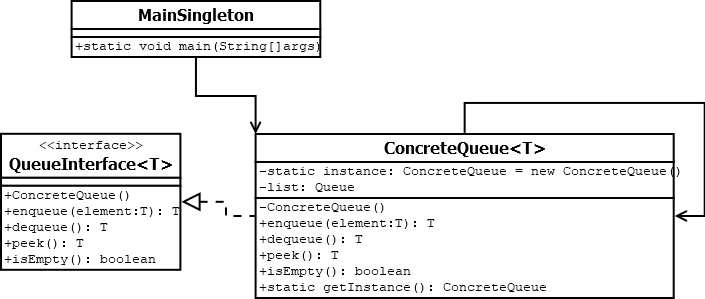 MainSingleton
+static void main(String[]args)
<<interface>>
QueueInterface<T>
+ConcreteQueue()
+enqueue(element:T): T
+dequeue(): T
+peek(): T
+isEmpty(): boolean
ConcreteQueue<T>
-static instance: ConcreteQueue = new ConcreteQueue()
-list: Queue
-ConcreteQueue()
+enqueue(element:T): T
+dequeue(): T
+peek(): T
+isEmpty(): boolean
+static getInstance(): ConcreteQueue